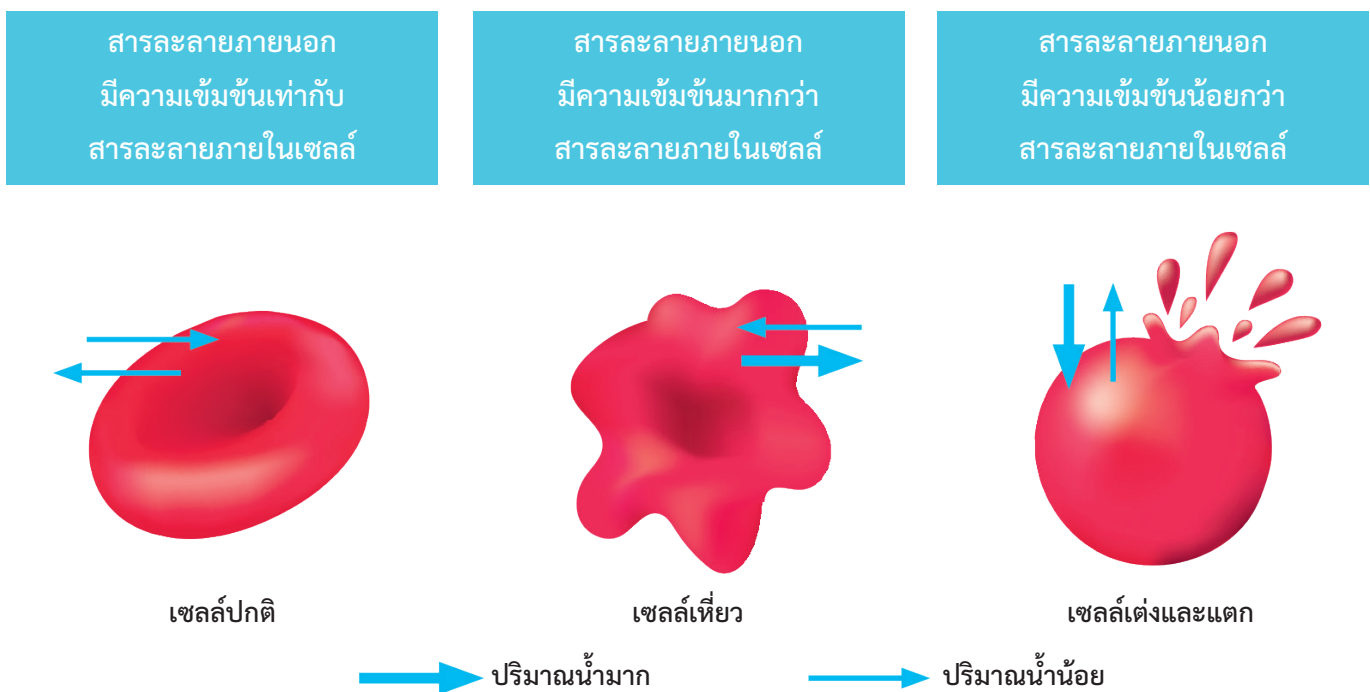 สารละลายภายนอก
มีความเข้มข้นเท่ากับ
สารละลายภายในเซลล์
สารละลายภายนอก
มีความเข้มข้นมากกว่า
สารละลายภายในเซลล์
สารละลายภายนอก
มีความเข้มข้นน้อยกว่า
สารละลายภายในเซลล์
เซลล์ปกติ
เซลล์เหี่ยว
เซลล์เต่งและแตก
ปริมาณน้ำมาก
ปริมาณน้ำน้อย